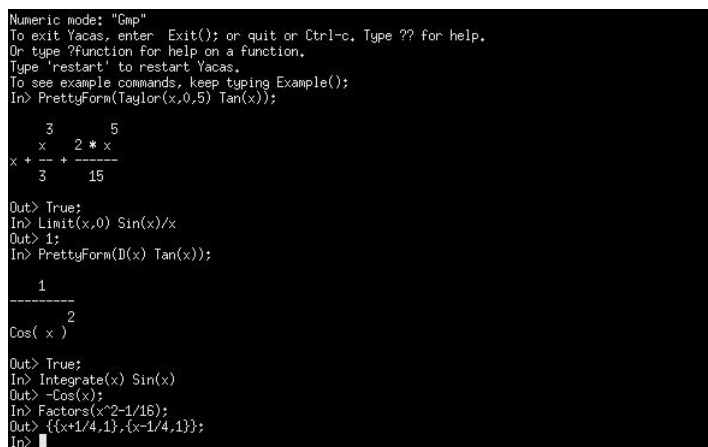 Numeric mode: "Gmp"
To exit Yacas, enter  Exit(); or quit or Ctrl-c. Type ?? for help.
Or type ?function for help on a function.
Type 'restart' to restart Yacas.
To see example commands, keep typing Example();
In> PrettyForm(Taylor(x,0,5) Tan(x));
     3        5
    x    2 * x
x + -- + ------
    3      15
Out> True;
In> Limit(x,0) Sin(x)/x
Out> 1;
In> PrettyForm(D(x) Tan(x));
    1
---------
        2
Cos( x )
Out> True;
In> Integrate(x) Sin(x)
Out> -Cos(x);
In> Factors(x^2-1/16);
Out> {{x+1/4,1},{x-1/4,1}};
In>